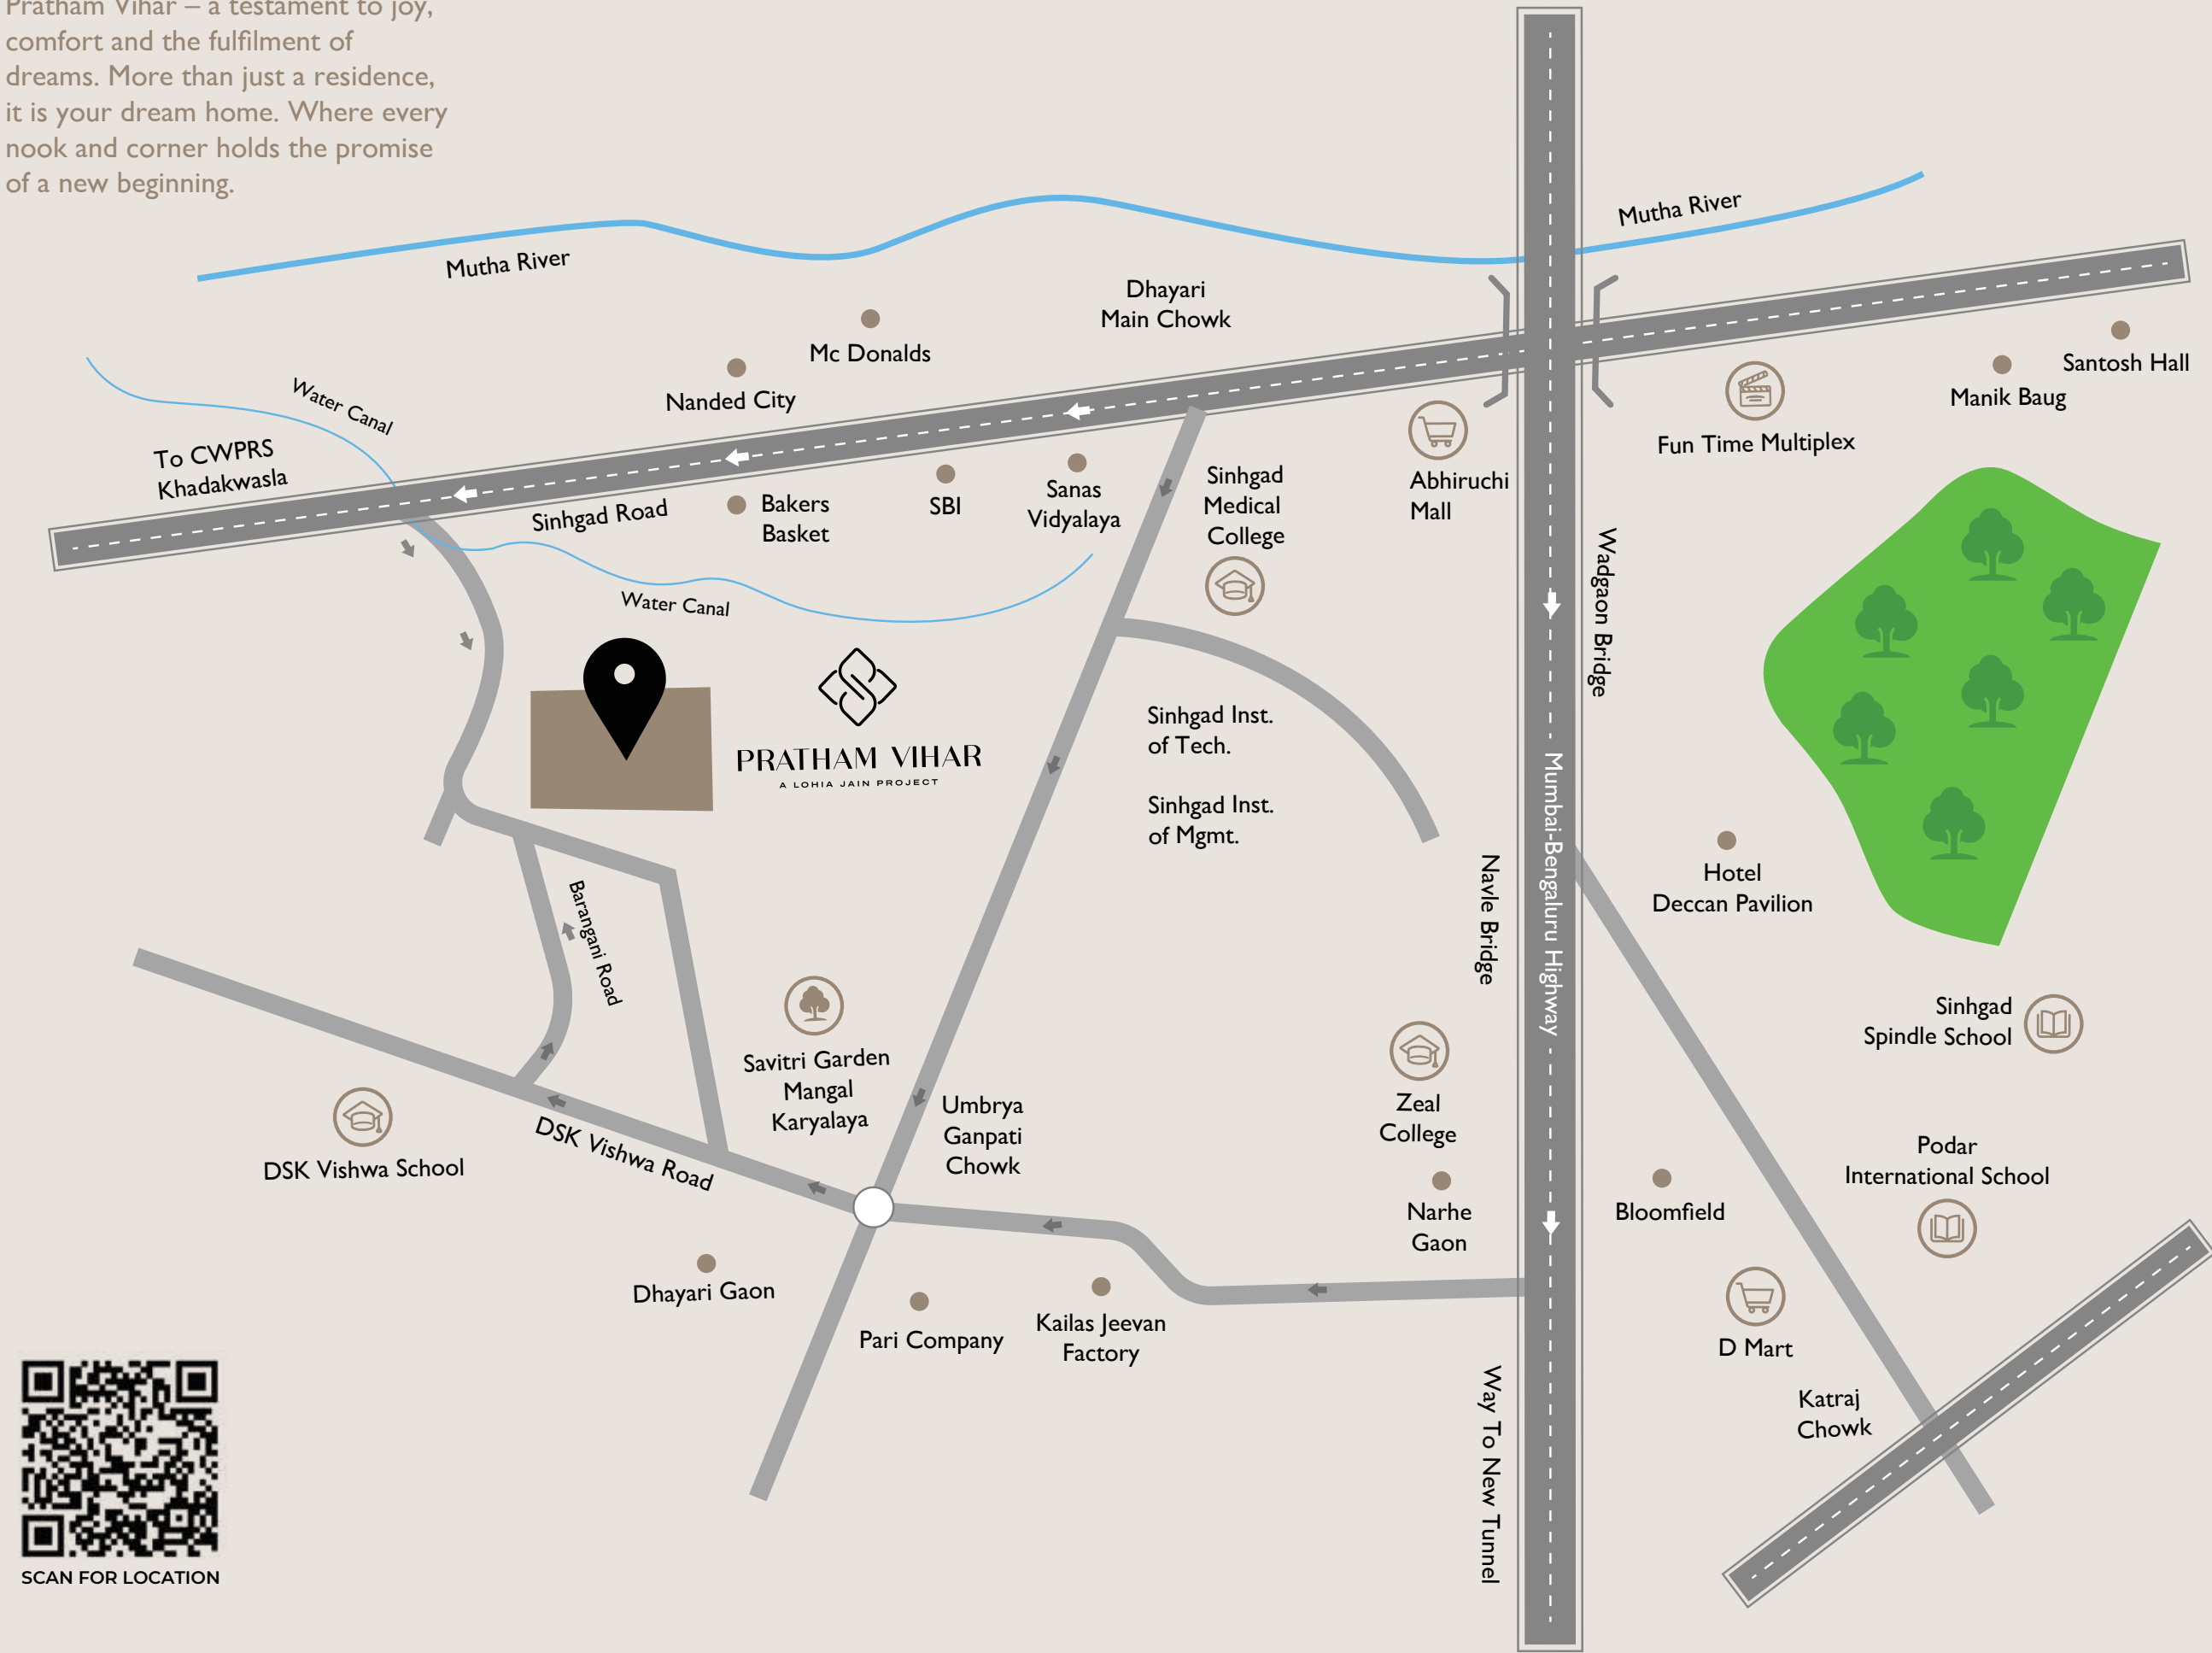 Pratham Vihar – a testament to joy,
comfort and the fulfilment of
dreams. More than just a residence,
it is your dream home. Where every
nook and corner holds the promise
of a new beginning.
Mutha River
Mutha River
Dhayari
Main Chowk
Mc Donalds
Nanded City
Water Canal
To CWPRS
Khadakwasla
Santosh Hall
Manik Baug
Fun Time Multiplex
Abhiruchi
Mall
Sinhgad
Medical
College
Sanas
Vidyalaya
SBI
Bakers
Basket
Sinhgad Road
Water Canal
Wadgaon Bridge
PRATHAM VIHAR
A LOHIA JAIN PROJECT
Sinhgad Inst.
of Tech.
Sinhgad Inst.
of Mgmt.
Mumbai-Bengaluru Highway
Navle Bridge
Hotel
Deccan Pavilion
Barangani Road
Sinhgad
Spindle School
Savitri Garden
Mangal
Karyalaya
Umbrya
Ganpati
Chowk
Zeal
College
DSK Vishwa School
DSK Vishwa Road
Podar
International School
Narhe
Gaon
Bloomfield
Dhayari Gaon
Pari Company
Kailas Jeevan
Factory
D Mart
Katraj
Chowk
Way To New Tunnel
SCAN FOR LOCATION